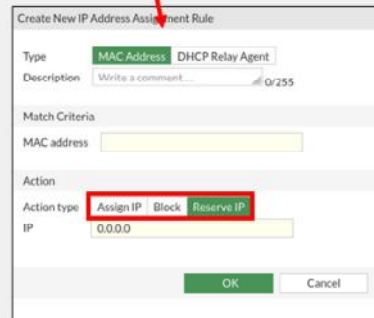 Create New IP Address Assignment Rule
Type MAC Address DHCP Relay Agent
Description Write a comment... 0/255
Match Criteria
MAC address
Action
Action type Assign IP Block Reserve IP
IP 0.0.0.0
OK Cancel